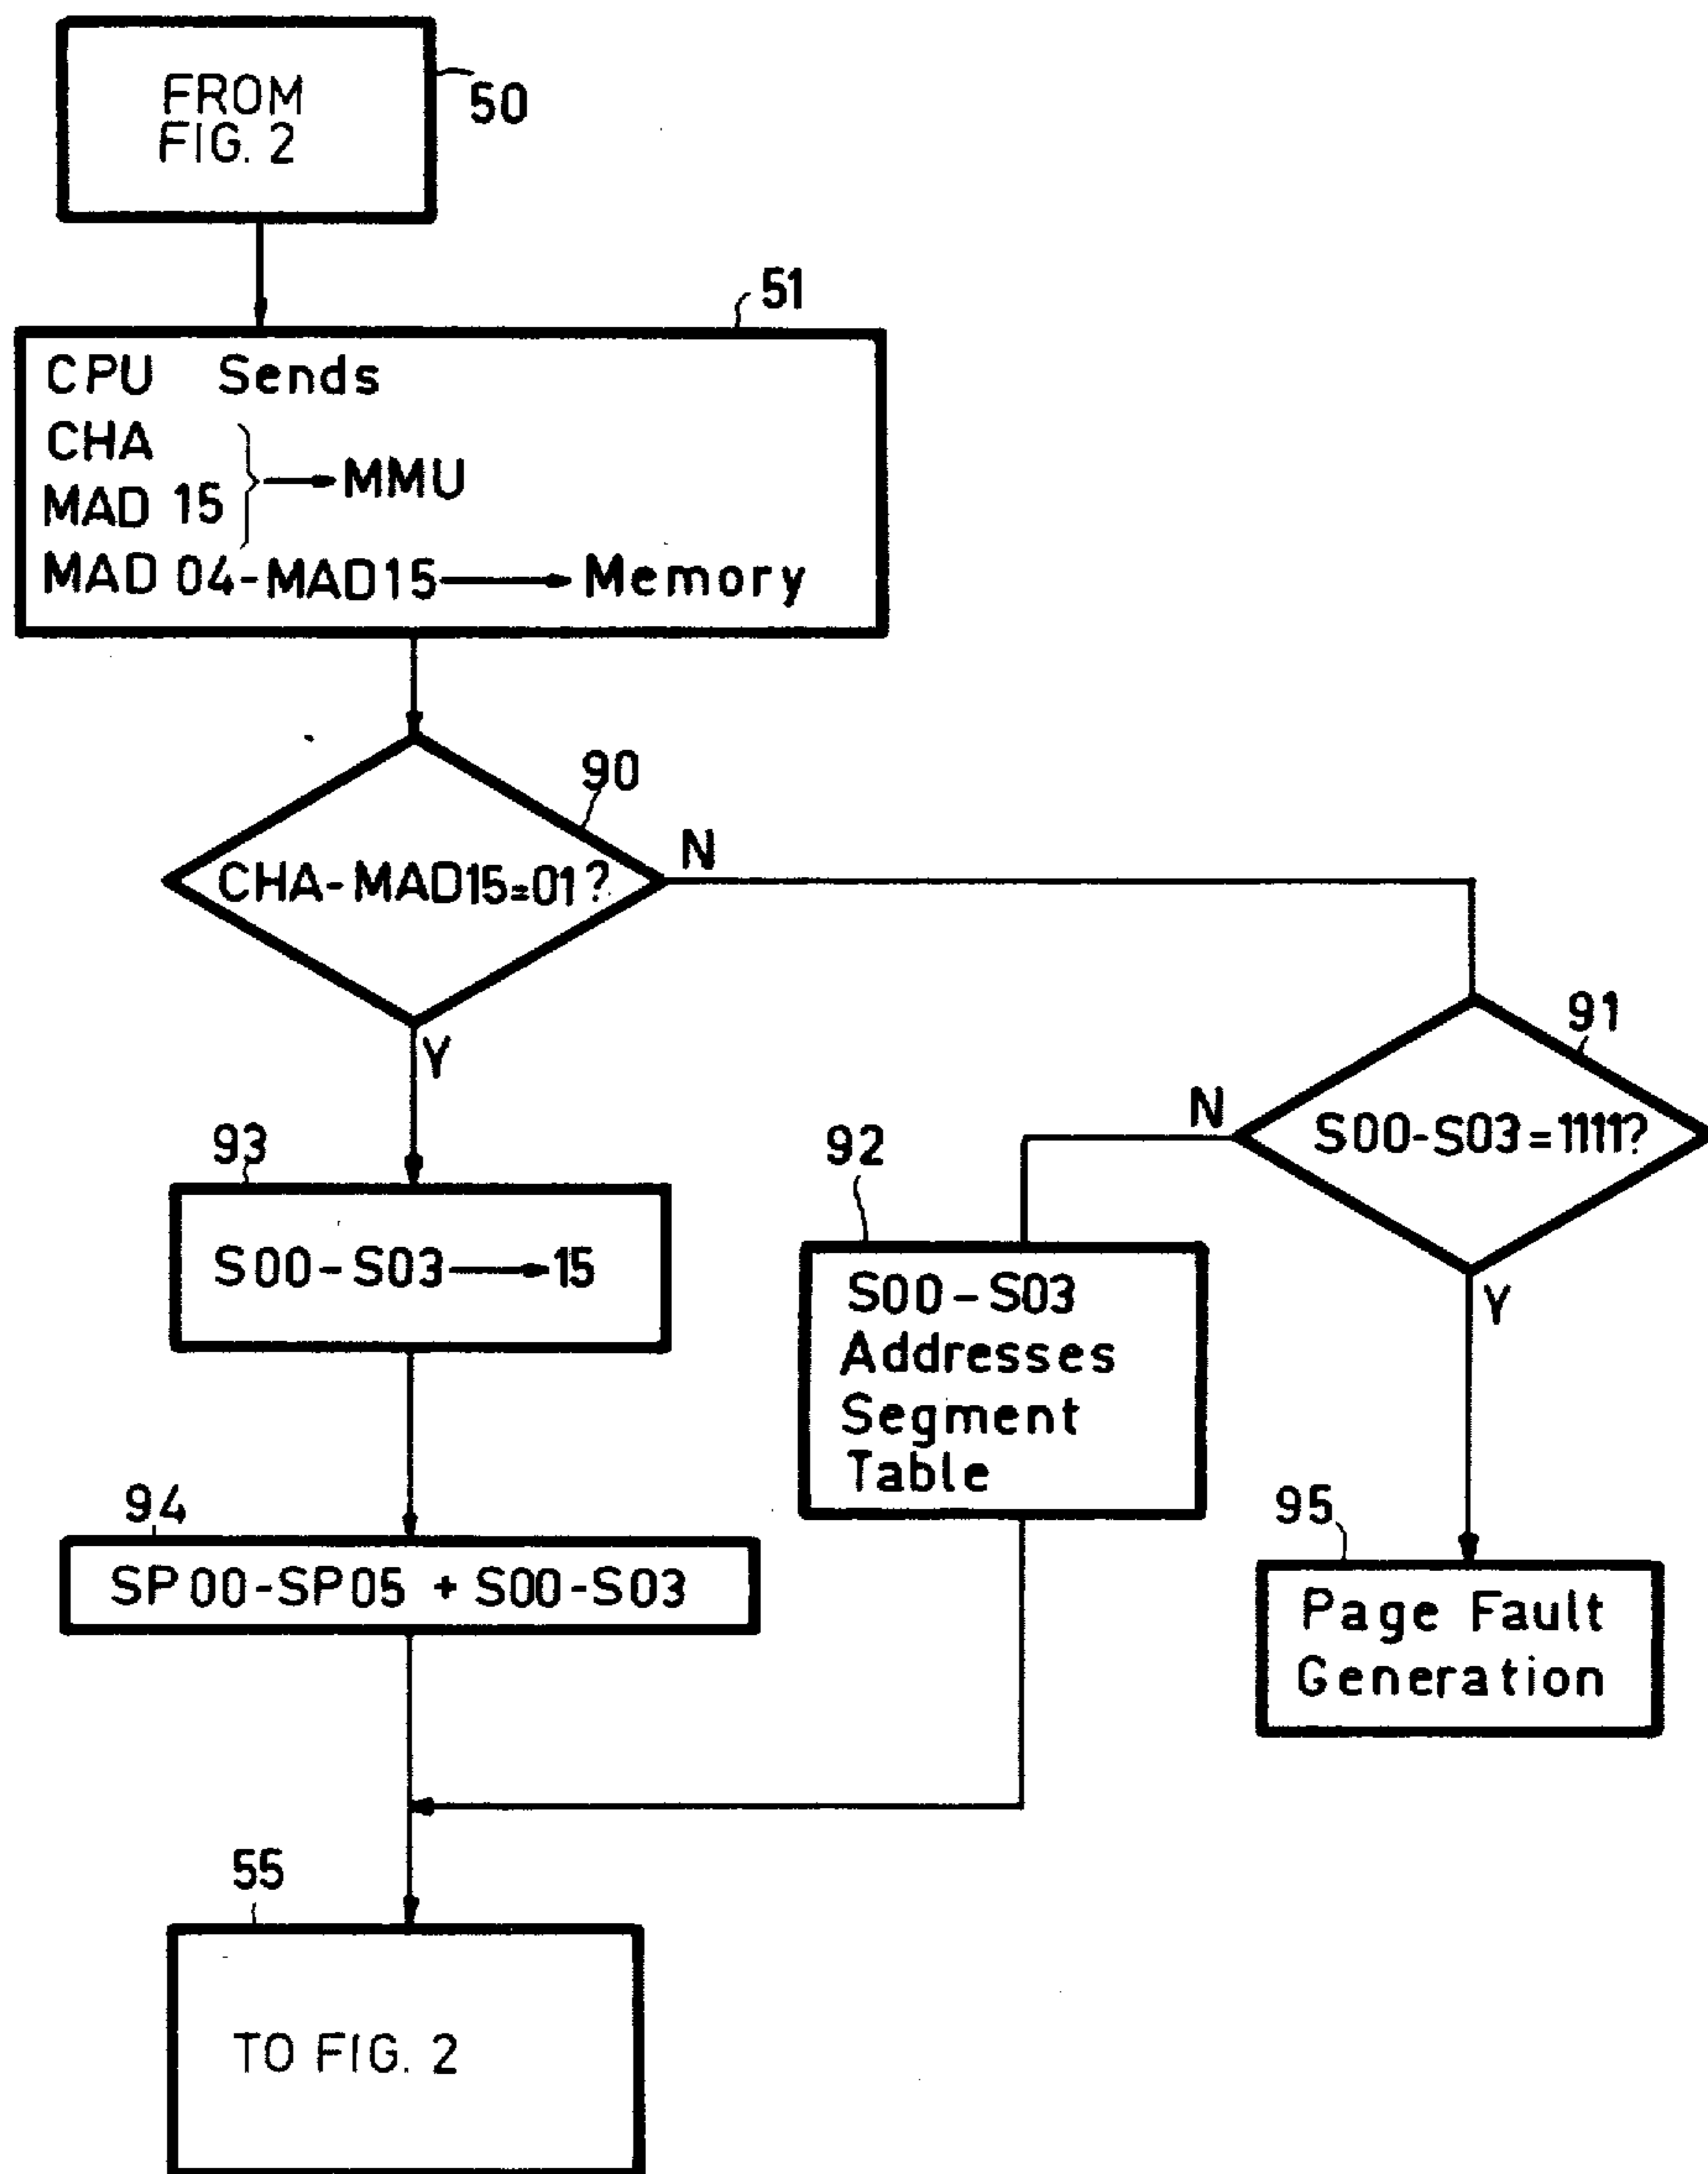 FROM
FIG. 2
50
51
CPU Sends
CHA
MAD 15
→ MMU
MAD 04-MAD15 → Memory
90
CHA-MAD15=01?
N
Y
91
S00-S03=1111?
N
Y
93
S00-S03 → 15
92
S00-S03
Addresses
Segment
Table
94
SP00-SP05 + S00-S03
95
Page Fault
Generation
55
TO FIG. 2